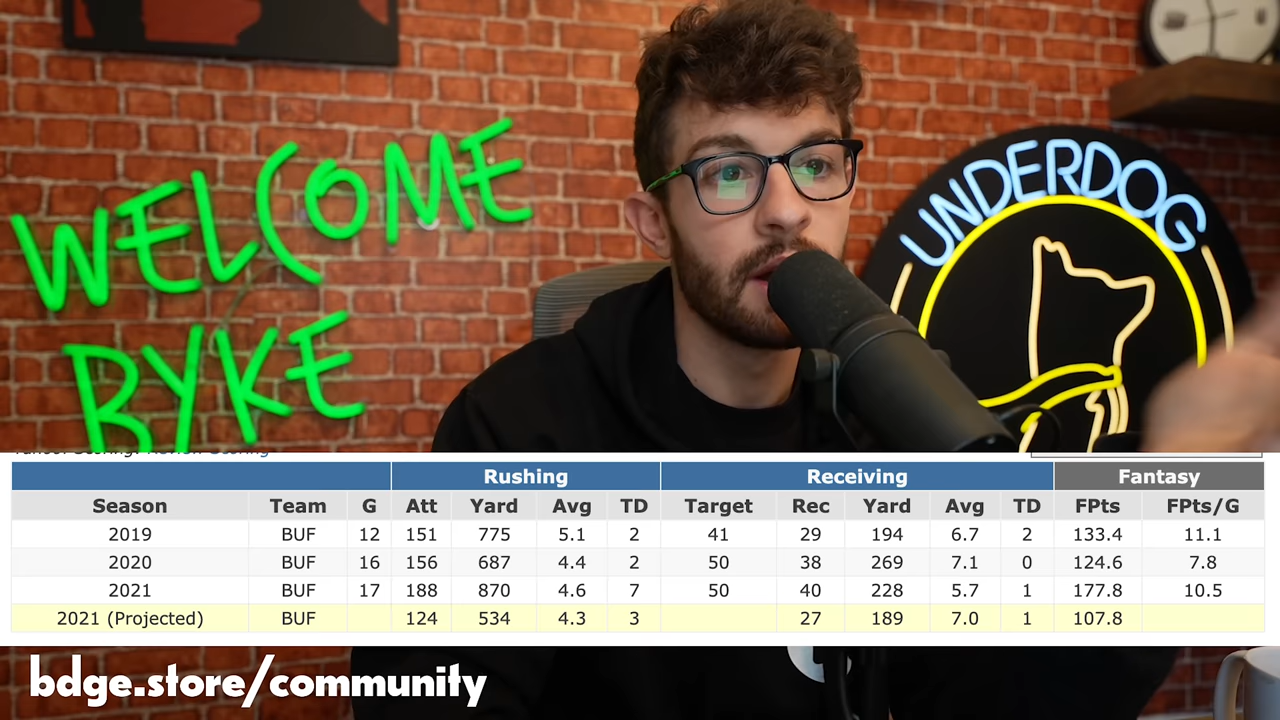 WELCOME
RYKE
UNDERDOG
Rushing Receiving Fantasy
Season Team G Att Yard Avg TD Target Rec Yard Avg TD FPts FPts/G
2019 BUF 12 151 775 5.1 2 41 29 194 6.7 2 133.4 11.1
2020 BUF 16 156 687 4.4 2 50 38 269 7.1 0 124.6 7.8
2021 BUF 17 188 870 4.6 7 50 40 228 5.7 1 177.8 10.5
2021 (Projected) BUF 124 534 4.3 3 27 189 7.0 1 107.8
bdge.store/community